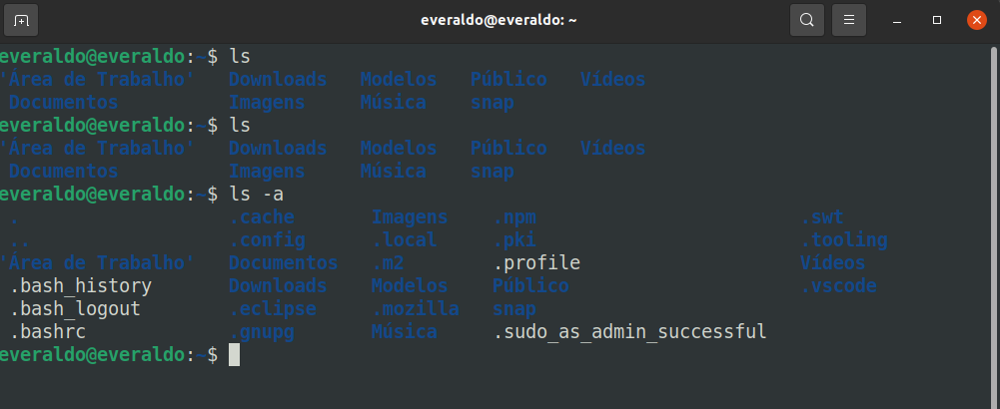 everaldo@everaldo: ~
everaldo@everaldo:~$ ls
'Área de Trabalho'   Downloads   Modelos   Público   Vídeos
 Documentos          Imagens     Música    snap
everaldo@everaldo:~$ ls
'Área de Trabalho'   Downloads   Modelos   Público   Vídeos
 Documentos          Imagens     Música    snap
everaldo@everaldo:~$ ls -a
 .                   .cache       Imagens    .npm                        .swt
 ..                  .config      .local     .pki                        .tooling
'Área de Trabalho'   Documentos   .m2        .profile                    Vídeos
 .bash_history       Downloads    Modelos    Público                     .vscode
 .bash_logout        .eclipse     .mozilla   snap
 .bashrc             .gnupg       Música     .sudo_as_admin_successful
everaldo@everaldo:~$